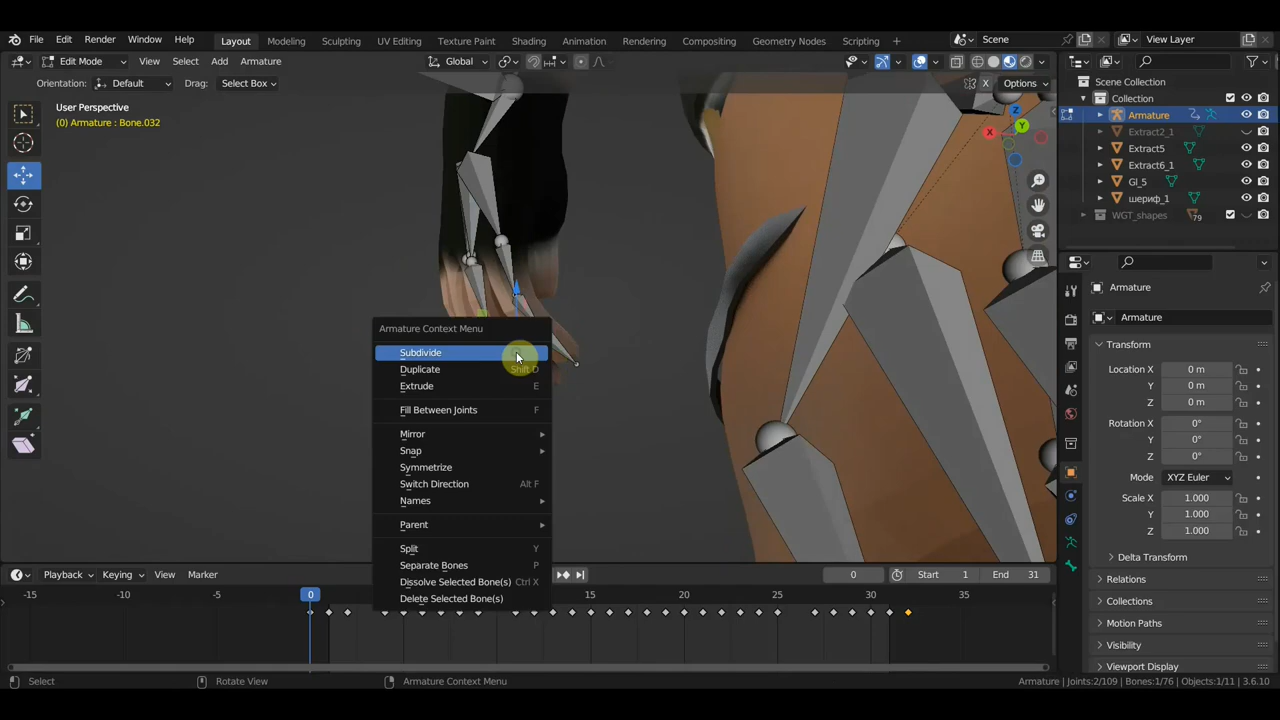 File Edit Render Window Help Layout Modeling Sculpting UV Editing Texture Paint Shading Animation Rendering Compositing Geometry Nodes Scripting + Scene View Layer
Edit Mode View Select Add Armature Global
Orientation: Default Drag: Select Box X Options
User Perspective
(0) Armature : Bone.032
Z
Y
X
Scene Collection
Collection
Armature
Extract2_1
Extract5
Extract6_1
Gl_5
шериф_1
WGT_shapes 79
Armature Context Menu
Subdivide
Duplicate Shift D
Extrude E
Fill Between Joints F
Mirror
Snap
Symmetrize
Switch Direction Alt F
Names
Parent
Split Y
Separate Bones P
Dissolve Selected Bone(s) Ctrl X
Delete Selected Bone(s)
Armature
Armature
Transform
Location X 0 m
Y 0 m
Z 0 m
Rotation X 0°
Y 0°
Z 0°
Mode XYZ Euler
Scale X 1.000
Y 1.000
Z 1.000
Delta Transform
Relations
Collections
Motion Paths
Visibility
Viewport Display
Playback Keying View Marker 0 Start 1 End 31
-15 -10 -5 0 15 20 25 30 35
Select Rotate View Armature Context Menu Armature | Joints:2/109 | Bones:1/76 | Objects:1/11 | 3.6.10